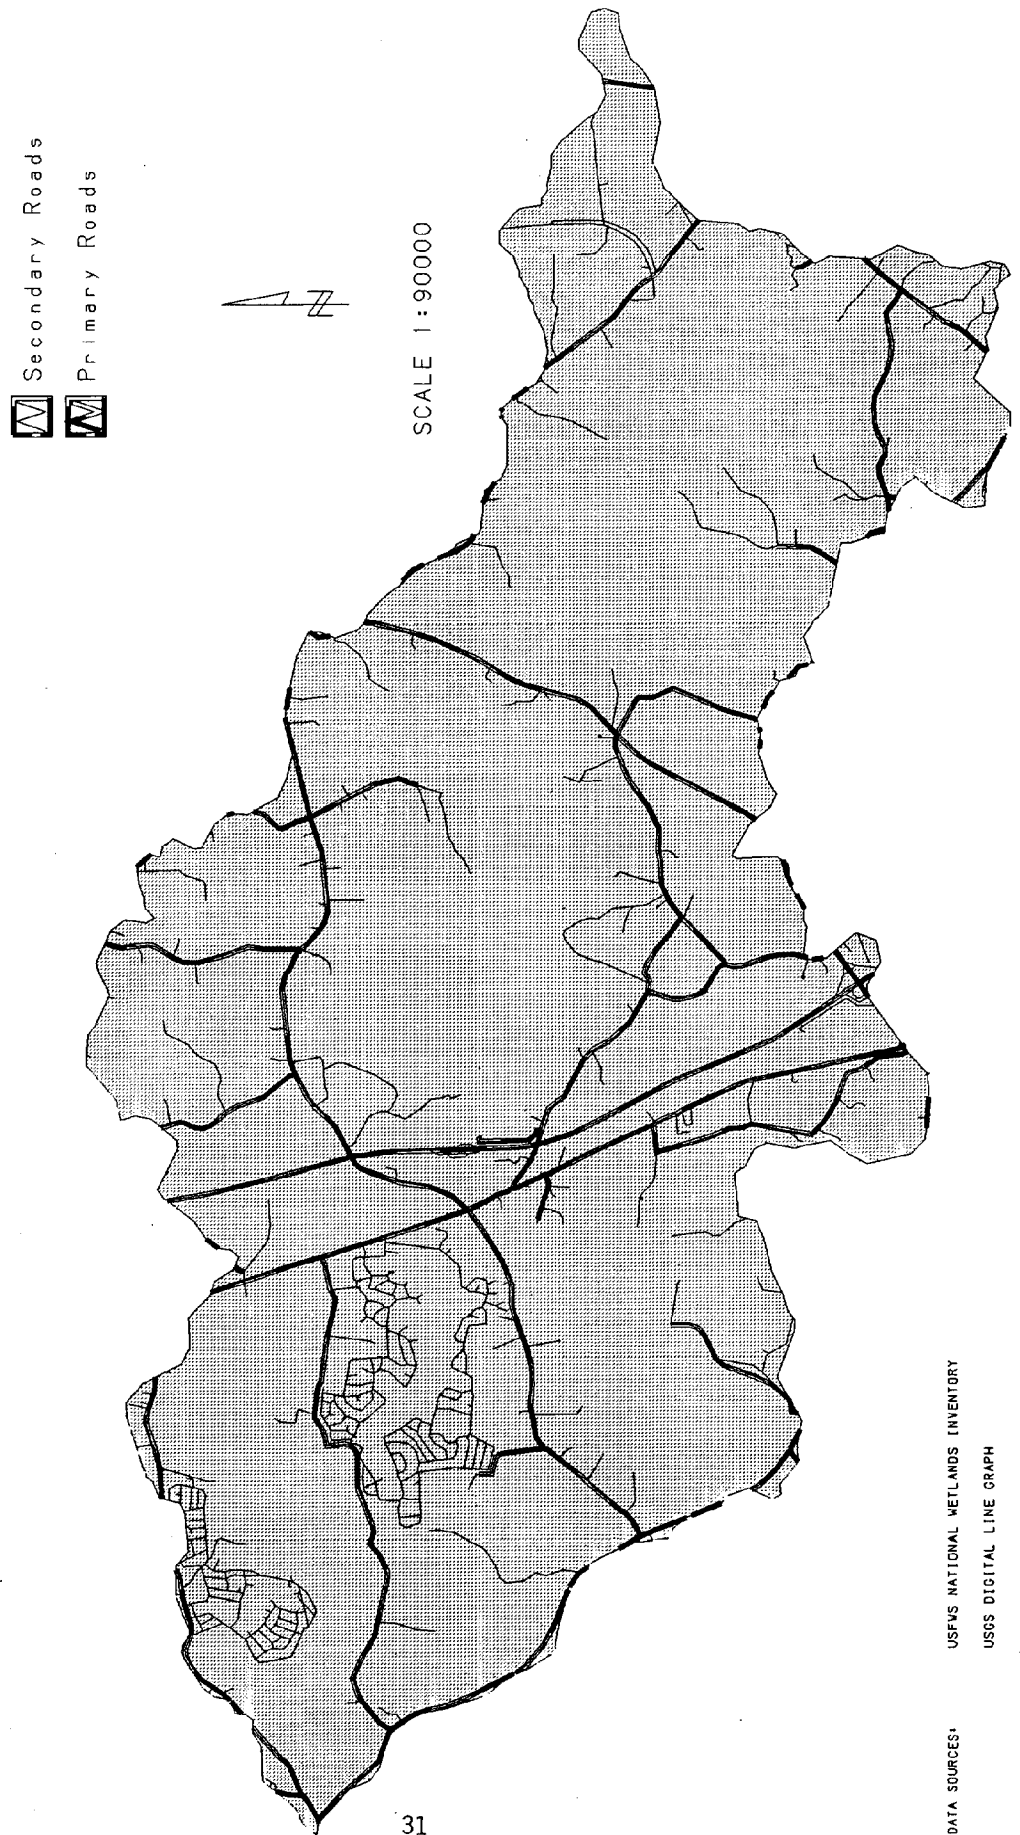 Secondary Roads
Primary Roads
N
SCALE 1:90000
DATA SOURCES: USFWS NATIONAL WETLANDS INVENTORY
USGS DIGITAL LINE GRAPH
31